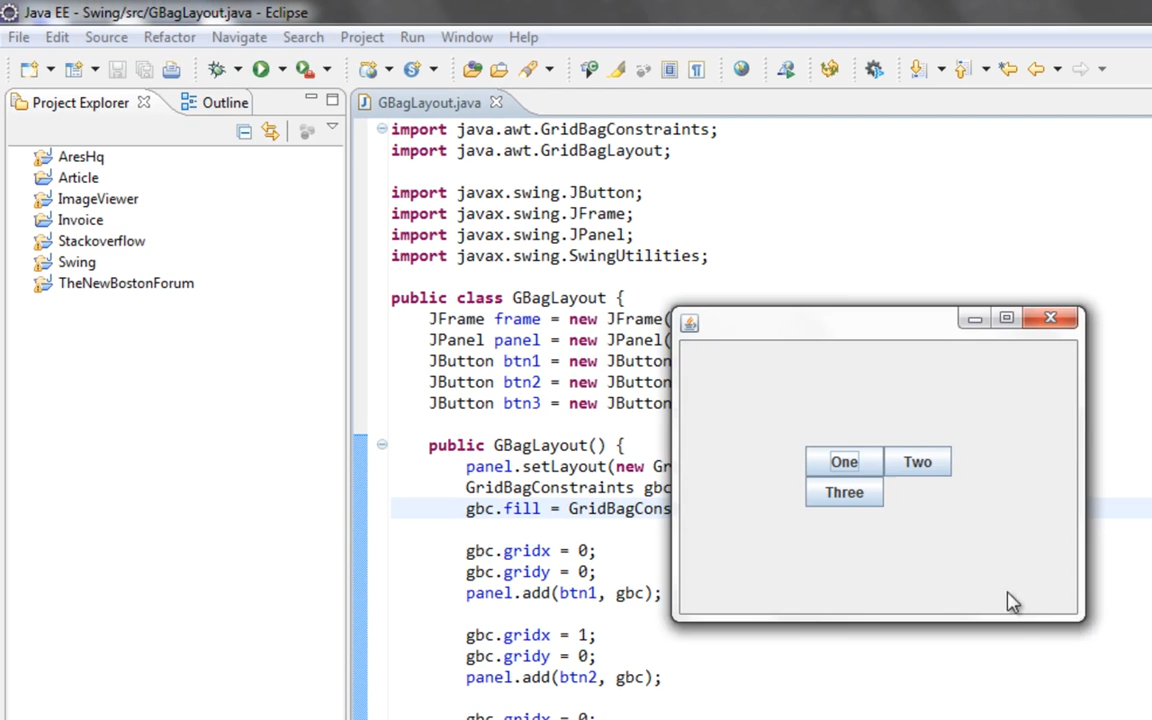 Java EE - Swing/src/GBagLayout.java - Eclipse
File Edit Source Refactor Navigate Search Project Run Window Help
Project Explorer Outline
GBagLayout.java
AresHq
Article
ImageViewer
Invoice
Stackoverflow
Swing
TheNewBostonForum
import java.awt.GridBagConstraints;
import java.awt.GridBagLayout;
import javax.swing.JButton;
import javax.swing.JFrame;
import javax.swing.JPanel;
import javax.swing.SwingUtilities;
public class GBagLayout {
JFrame frame = new JFrame(
JPanel panel = new JPanel(
JButton btn1 = new JButton
JButton btn2 = new JButton
JButton btn3 = new JButton
public GBagLayout() {
panel.setLayout(new Gr
GridBagConstraints gbc
gbc.fill = GridBagCons
gbc.gridx = 0;
gbc.gridy = 0;
panel.add(btn1, gbc);
gbc.gridx = 1;
gbc.gridy = 0;
panel.add(btn2, gbc);
gbc.gridx = 0;
One Two
Three